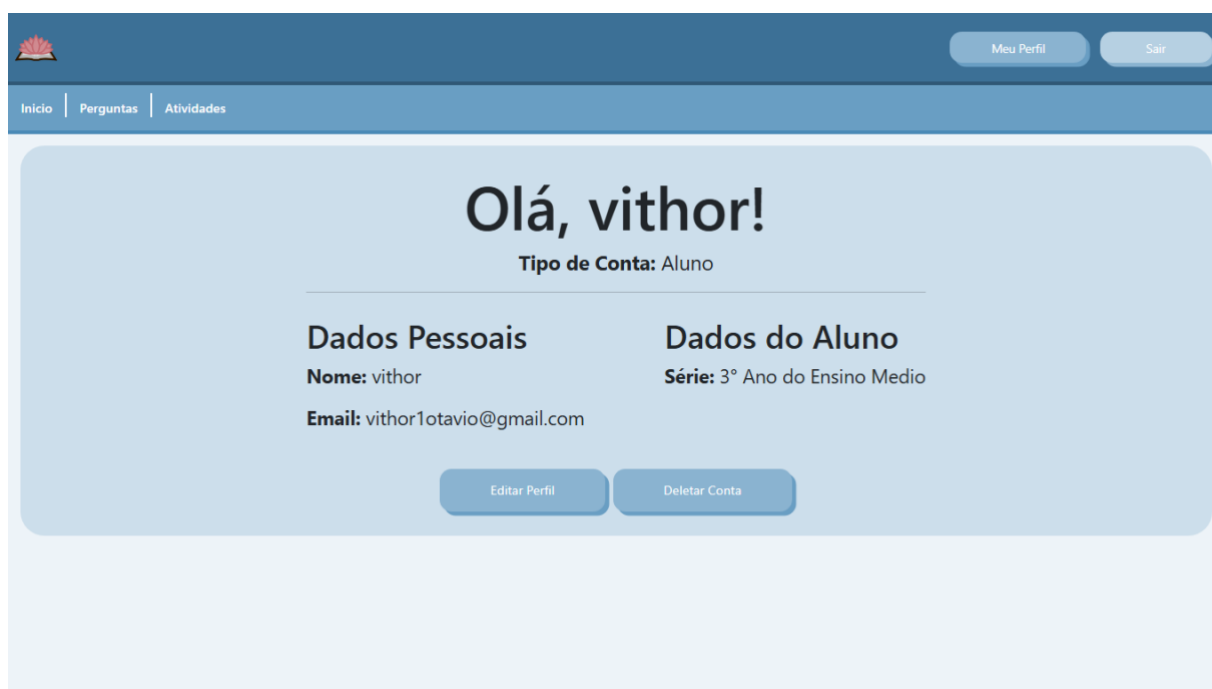 Meu Perfil
Sair
Inicio
Perguntas
Atividades
Olá, vithor!
Tipo de Conta: Aluno
Dados Pessoais
Nome: vithor
Email: vithor1otavio@gmail.com
Dados do Aluno
Série: 3° Ano do Ensino Medio
Editar Perfil
Deletar Conta